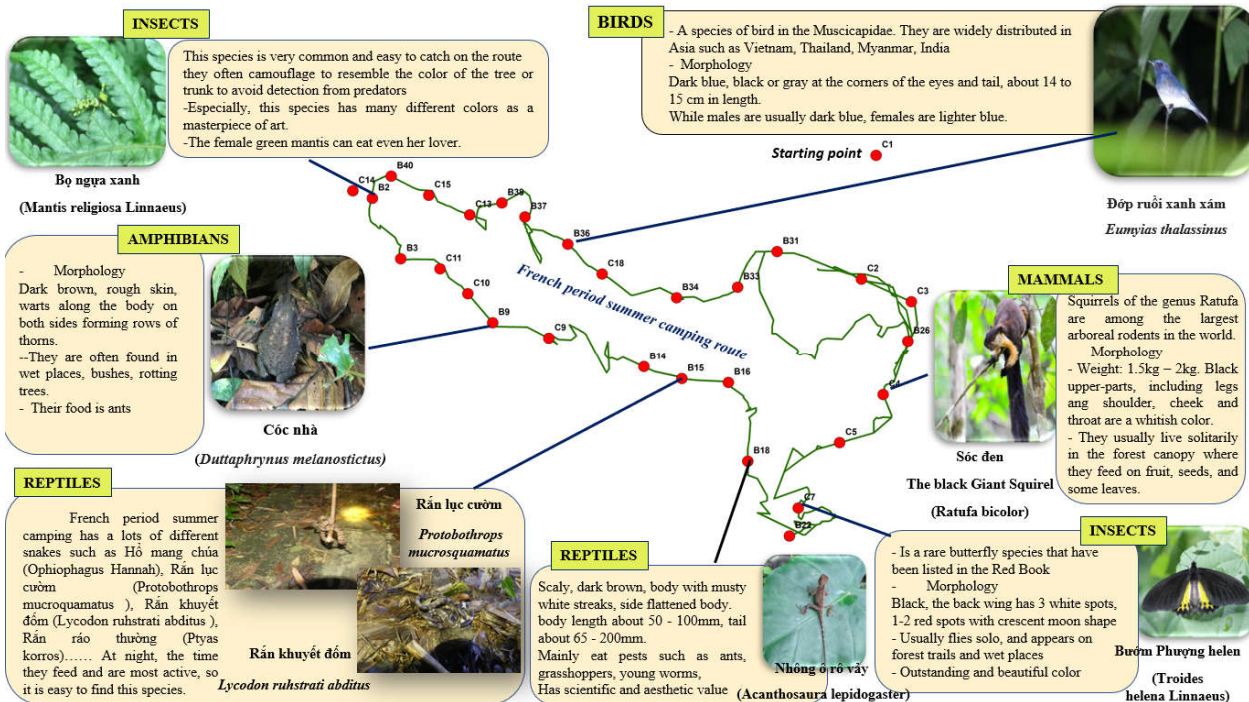 INSECTS
This species is very common and easy to catch on the route
they often camouflage to resemble the color of the tree or
trunk to avoid detection from predators
-Especially, this species has many different colors as a
masterpiece of art.
-The female green mantis can eat even her lover.
Bọ ngựa xanh
(Mantis religiosa Linnaeus)
BIRDS
- A species of bird in the Muscicapidae. They are widely distributed in
Asia such as Vietnam, Thailand, Myanmar, India
- Morphology
Dark blue, black or gray at the corners of the eyes and tail, about 14 to
15 cm in length.
While males are usually dark blue, females are lighter blue.
Đớp ruồi xanh xám
Eumyias thalassinus
Starting point
C1
B40
C14
B2
C15
C13
B38
B37
B36
B3
C11
C10
B9
C9
C18
B34
B33
B31
C2
C3
B26
C4
C5
B14
B15
B16
B18
C7
B22
French period summer camping route
AMPHIBIANS
- Morphology
Dark brown, rough skin,
warts along the body on
both sides forming rows of
thorns.
--They are often found in
wet places, bushes, rotting
trees.
- Their food is ants
Cóc nhà
(Duttaphrynus melanostictus)
MAMMALS
Squirrels of the genus Ratufa
are among the largest
arboreal rodents in the world.
Morphology
- Weight: 1.5kg – 2kg. Black
upper-parts, including legs
ang shoulder, cheek and
throat are a whitish color.
- They usually live solitarily
in the forest canopy where
they feed on fruit, seeds, and
some leaves.
Sóc đen
The black Giant Squirel
(Ratufa bicolor)
REPTILES
French period summer
camping has a lots of different
snakes such as Hổ mang chúa
(Ophiophagus Hannah), Rắn lục
cườm (Protobothrops
mucroquamatus ), Rắn khuyết
đốm (Lycodon ruhstrati abditus ),
Rắn ráo thường (Ptyas
korros)…… At night, the time
they feed and are most active, so
it is easy to find this species.
Rắn lục cườm
Protobothrops
mucrosquamatus
Rắn khuyết đốm
Lycodon ruhstrati abditus
REPTILES
Scaly, dark brown, body with musty
white streaks, side flattened body.
body length about 50 - 100mm, tail
about 65 - 200mm.
Mainly eat pests such as ants,
grasshoppers, young worms,
Has scientific and aesthetic value
Nhông ô rô vảy
(Acanthosaura lepidogaster)
INSECTS
- Is a rare butterfly species that have
been listed in the Red Book
- Morphology
Black, the back wing has 3 white spots,
1-2 red spots with crescent moon shape
- Usually flies solo, and appears on
forest trails and wet places
- Outstanding and beautiful color
Bướm Phượng helen
(Troides
helena Linnaeus)